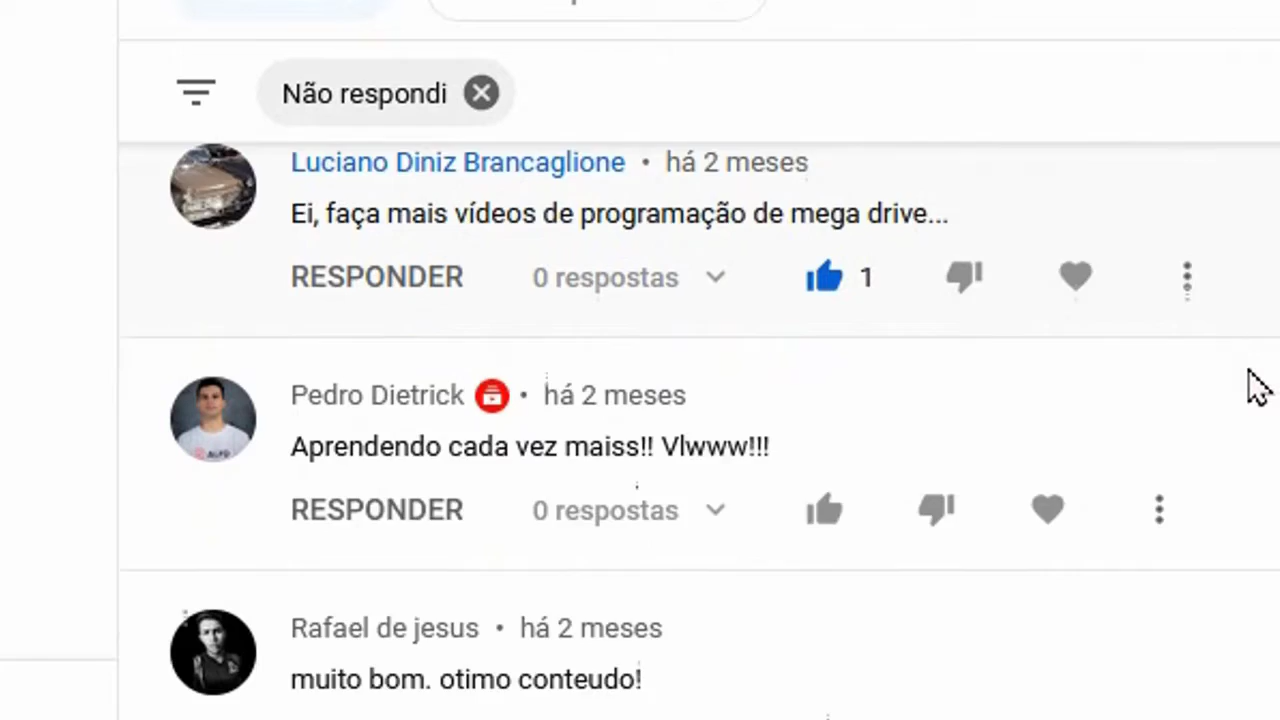 Não respondi
Luciano Diniz Brancaglione • há 2 meses
Ei, faça mais vídeos de programação de mega drive...
RESPONDER 0 respostas 1
Pedro Dietrick • há 2 meses
Aprendendo cada vez maiss!! Vlwww!!!
RESPONDER 0 respostas
Rafael de jesus • há 2 meses
muito bom. otimo conteudo!